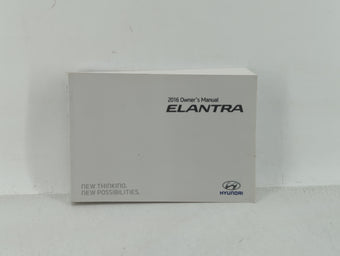 2016 Owner's Manual
ELANTRA
NEW THINKING.
NEW POSSIBILITIES.
HYUNDAI